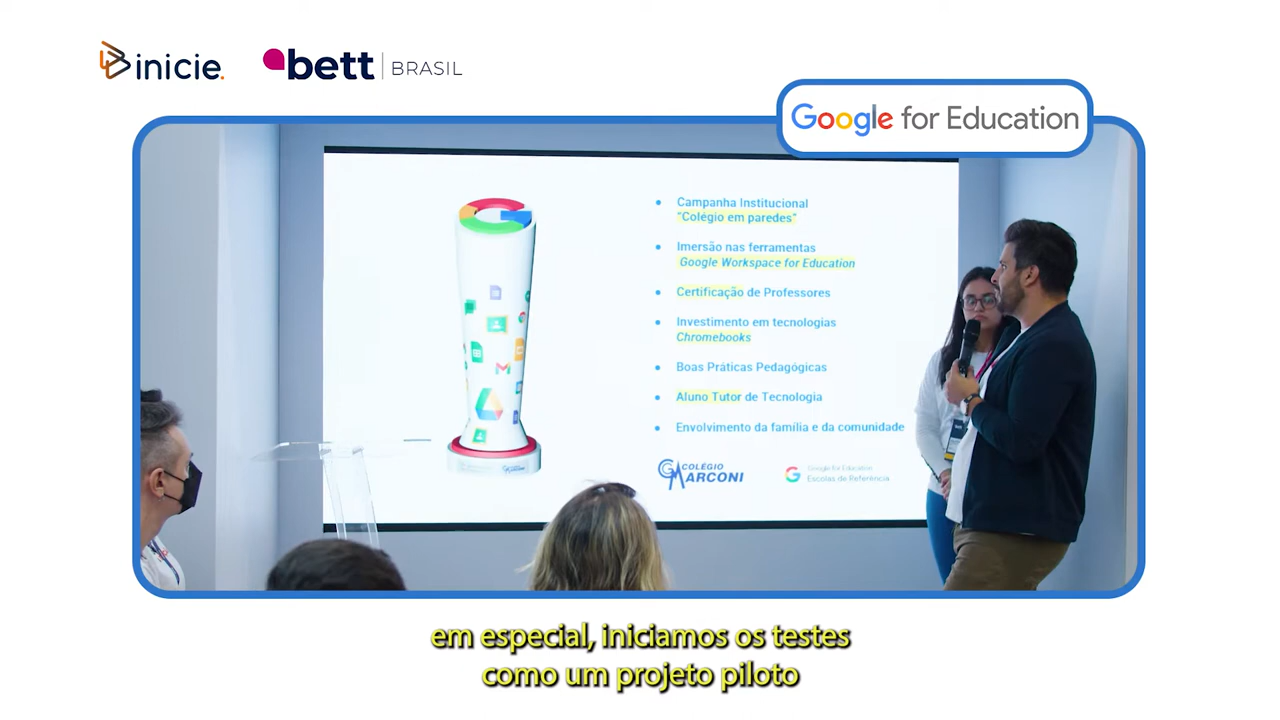 inicie.
bett BRASIL
Google for Education
Campanha Institucional
“Colégio em paredes”
Imersão nas ferramentas
Google Workspace for Education
Certificação de Professores
Investimento em tecnologias
Chromebooks
Boas Práticas Pedagógicas
Aluno Tutor de Tecnologia
Envolvimento da família e da comunidade
COLÉGIO
MARCONI
Google for Education
Escolas de Referência
em especial, iniciamos os testes
como um projeto piloto